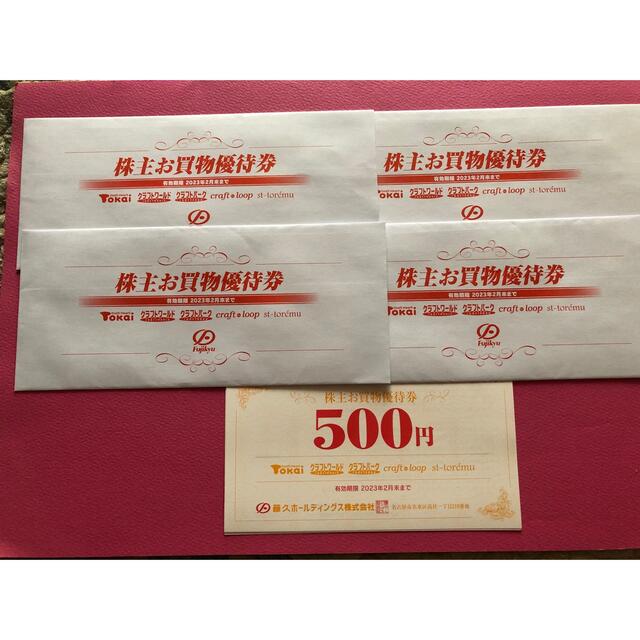 株主お買物優待券
有効期限 2023年2月末まで
Tokai クラフトワールド クラフトパーク craft loop st-torému
株主お買物優待券
有効期限 2023年2月末まで
Tokai クラフトワールド クラフトパーク craft loop st-torému
株主お買物優待券
有効期限 2023年2月末まで
Tokai クラフトワールド クラフトパーク craft loop st-torému
Fujikyu
株主お買物優待券
有効期限 2023年2月末まで
okai クラフトワールド クラフトパーク craft loop st-torému
Fujikyu
株主お買物優待券
500円
Tokai クラフトワールド クラフトパーク craft loop st-torému
有効期限 2023年2月末まで
藤久ホールディングス株式会社